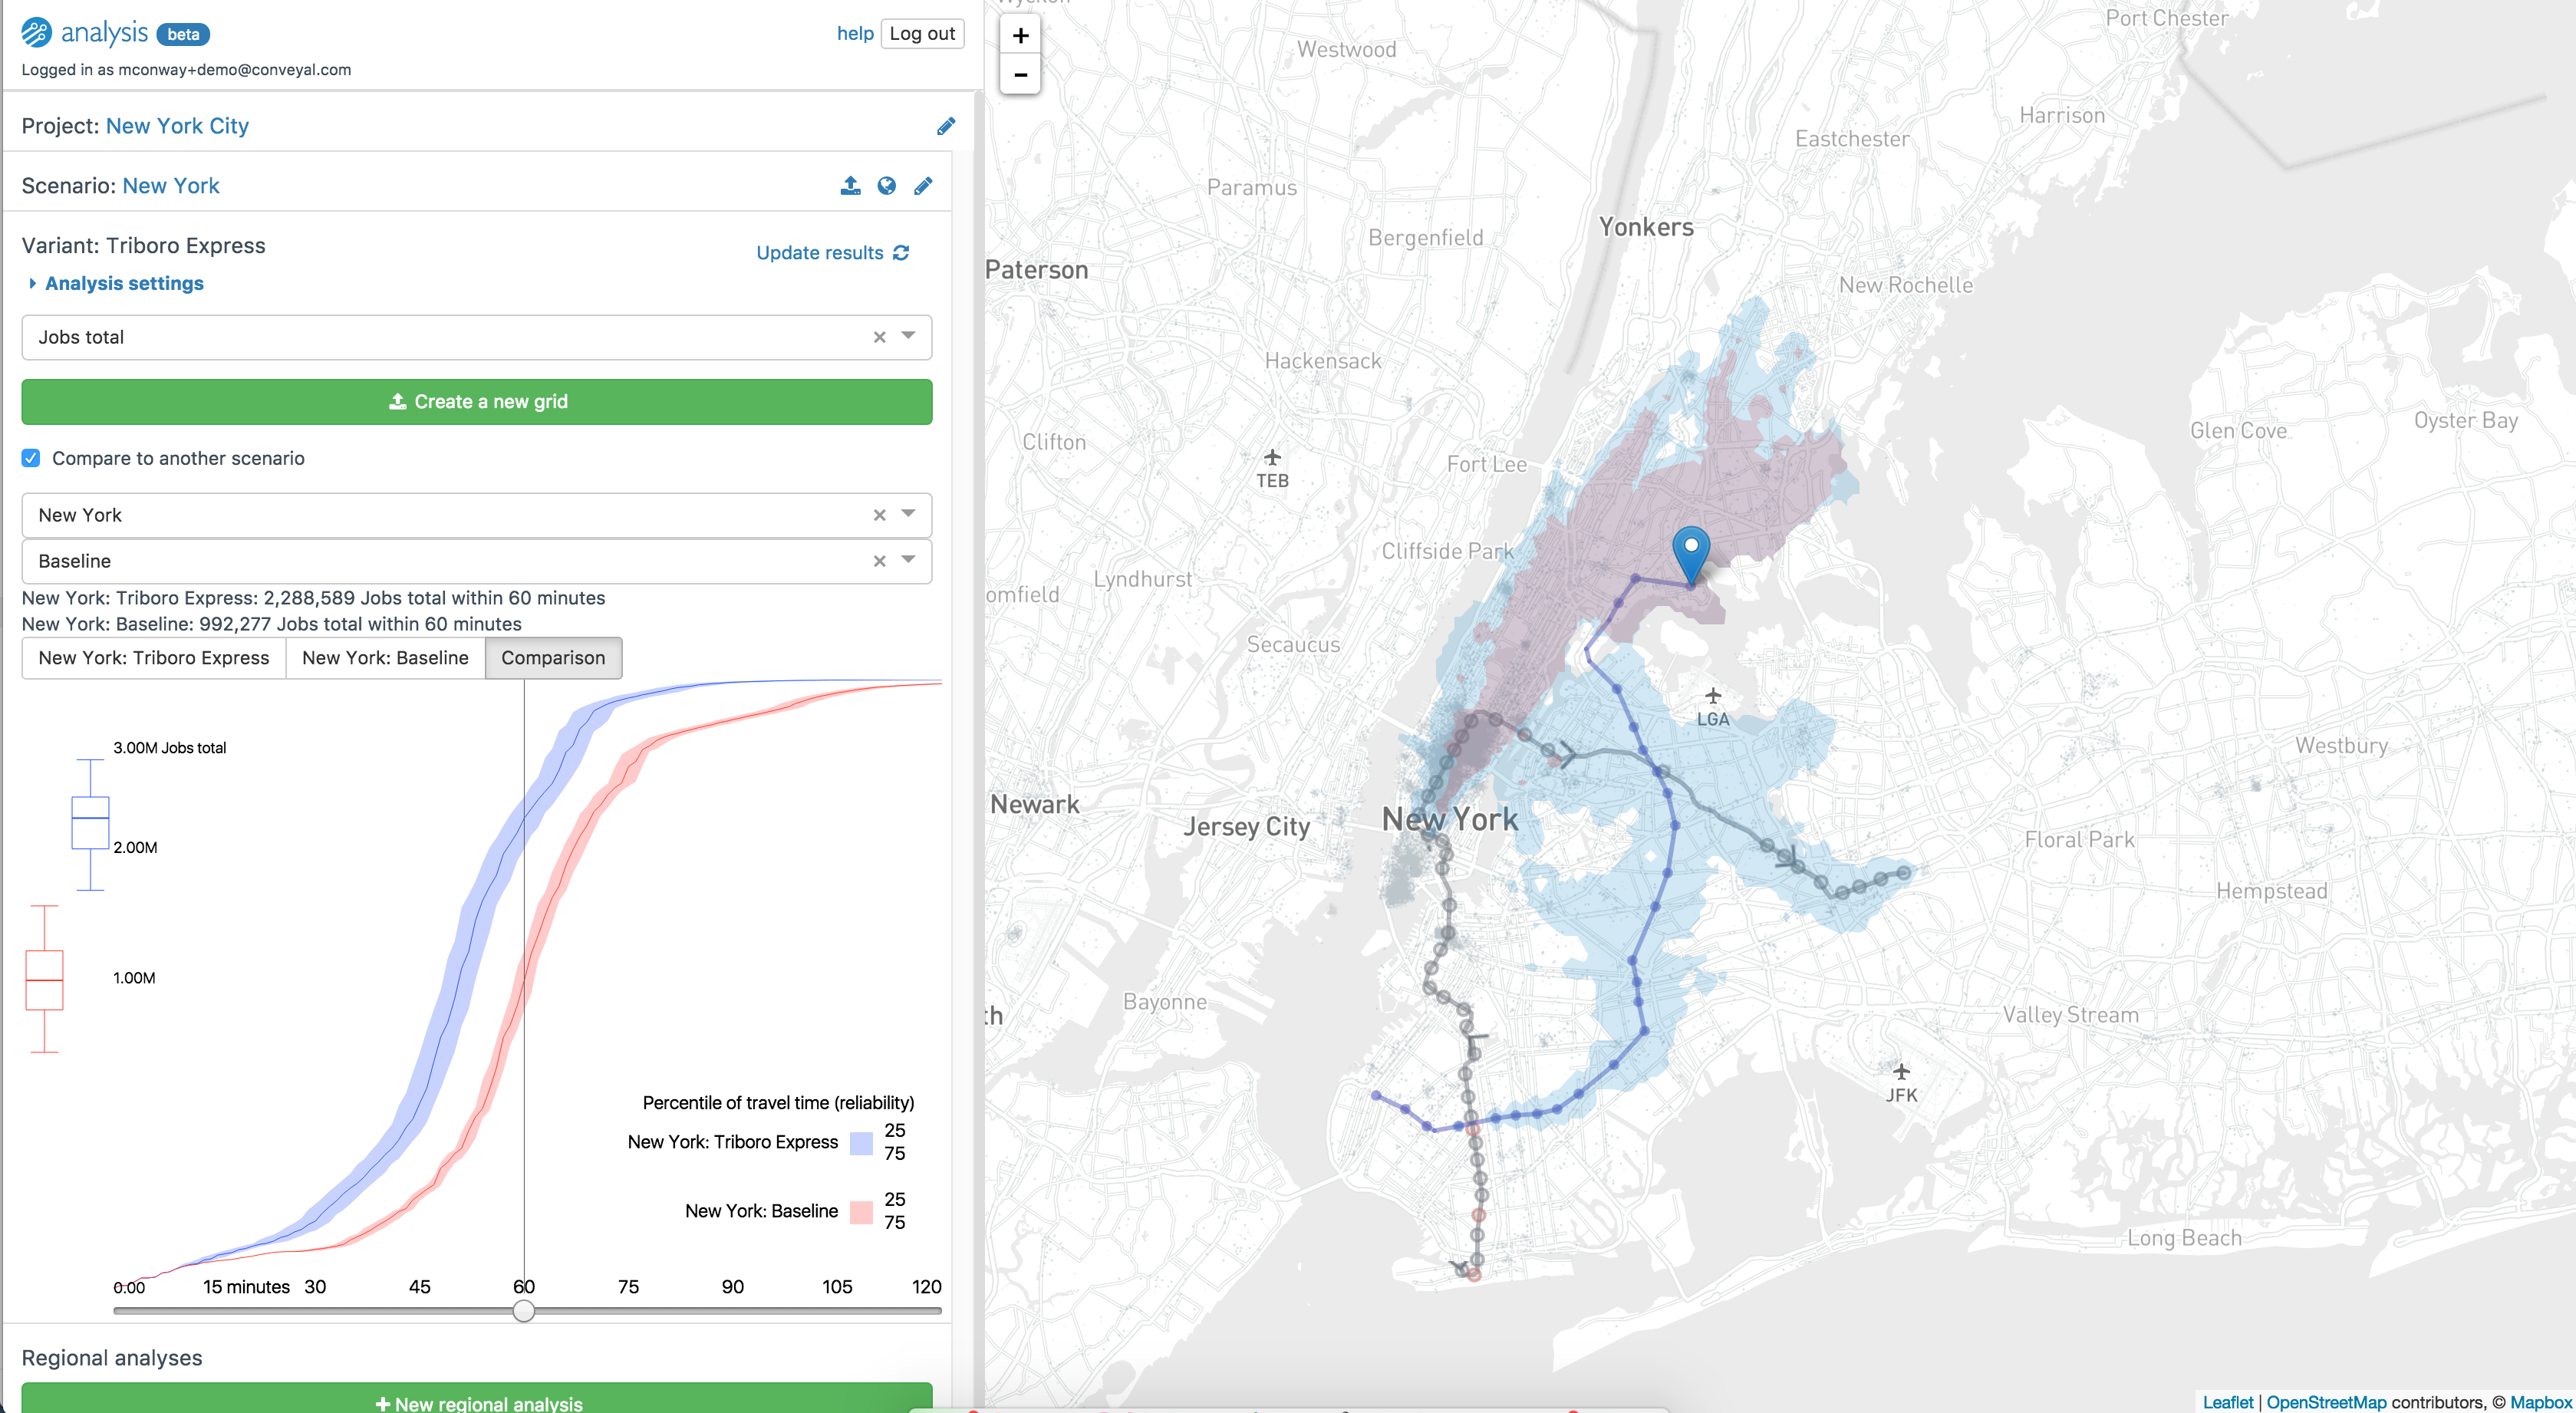 analysis beta
help Log out
Logged in as mconway+demo@conveyal.com
Project: New York City
Scenario: New York
Variant: Triboro Express
Update results
Analysis settings
Jobs total
Create a new grid
Compare to another scenario
New York
Baseline
New York: Triboro Express: 2,288,589 Jobs total within 60 minutes
New York: Baseline: 992,277 Jobs total within 60 minutes
New York: Triboro Express New York: Baseline Comparison
3.00M Jobs total
2.00M
1.00M
Percentile of travel time (reliability)
New York: Triboro Express 25
75
New York: Baseline 25
75
0.00 15 minutes 30 45 60 75 90 105 120
Regional analyses
New regional analysis
+
-
Port Chester
Westwood
Harrison
Eastchester
Paramus
Yonkers
Bergenfield
Paterson
New Rochelle
Hackensack
Oyster Bay
Glen Cove
Clifton
Fort Lee
TEB
Cliffside Park
Lyndhurst
omfield
Secaucus
LGA
Westbury
Newark
New York
Jersey City
Floral Park
Hempstead
Bayonne
th
Valley Stream
JFK
Long Beach
Leaflet | OpenStreetMap contributors, © Mapbox